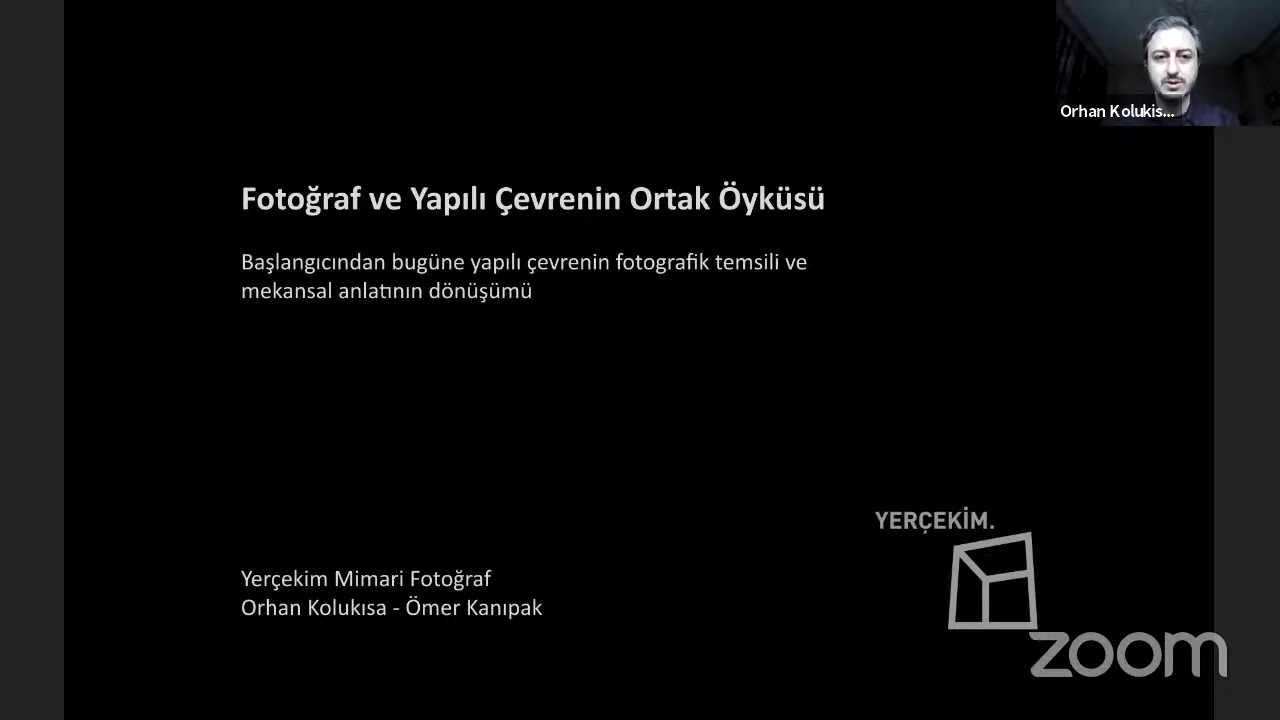 Orhan Kolukis...
Fotoğraf ve Yapılı Çevrenin Ortak Öyküsü
Başlangıcından bugüne yapılı çevrenin fotografik temsili ve
mekansal anlatının dönüşümü
YERÇEKİM.
Yerçekim Mimari Fotoğraf
Orhan Kolukısa - Ömer Kanıpak
zoom